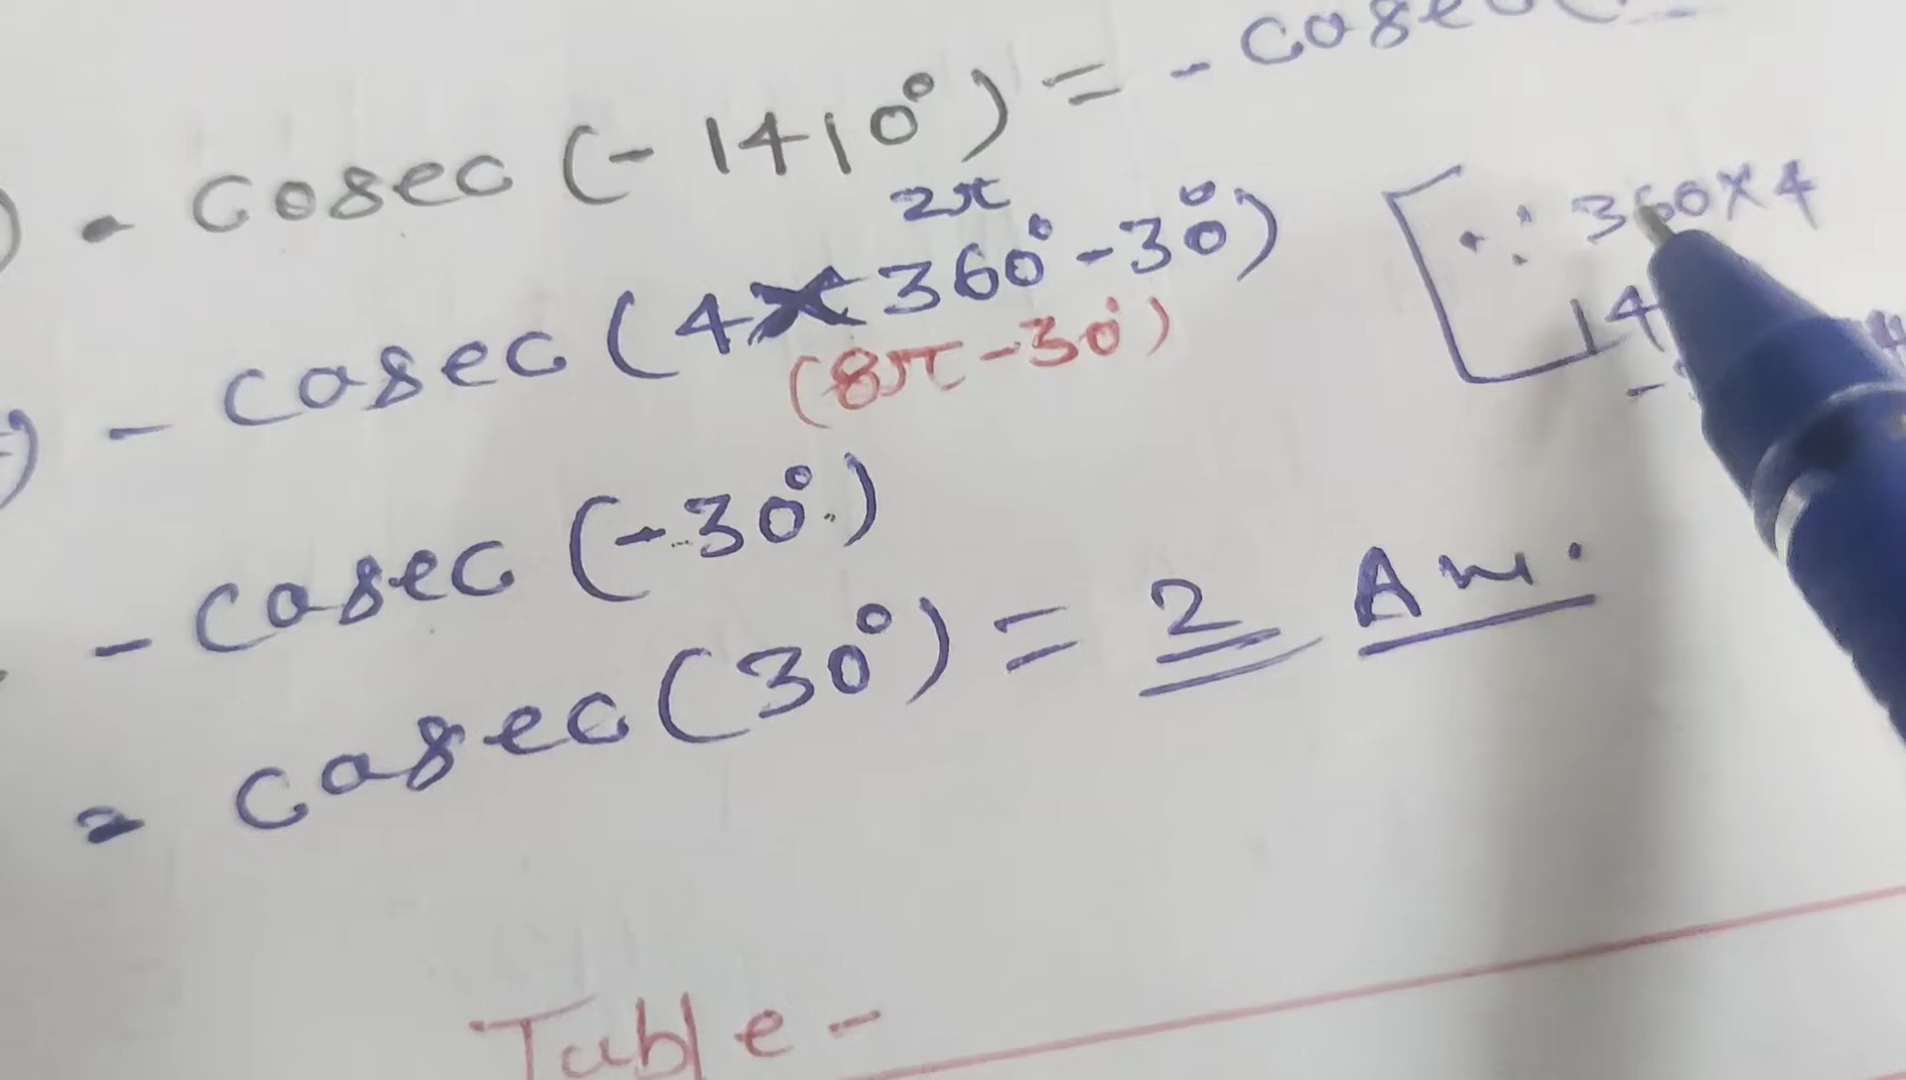 ) - cosec (- 1410°) = - cosec(
2π
) - cosec (4 × 360° - 30°)
(8π - 30°)
[∵ 360×4
14
- cosec (-30°)
= cosec (30°) = 2 Ans.
Table -